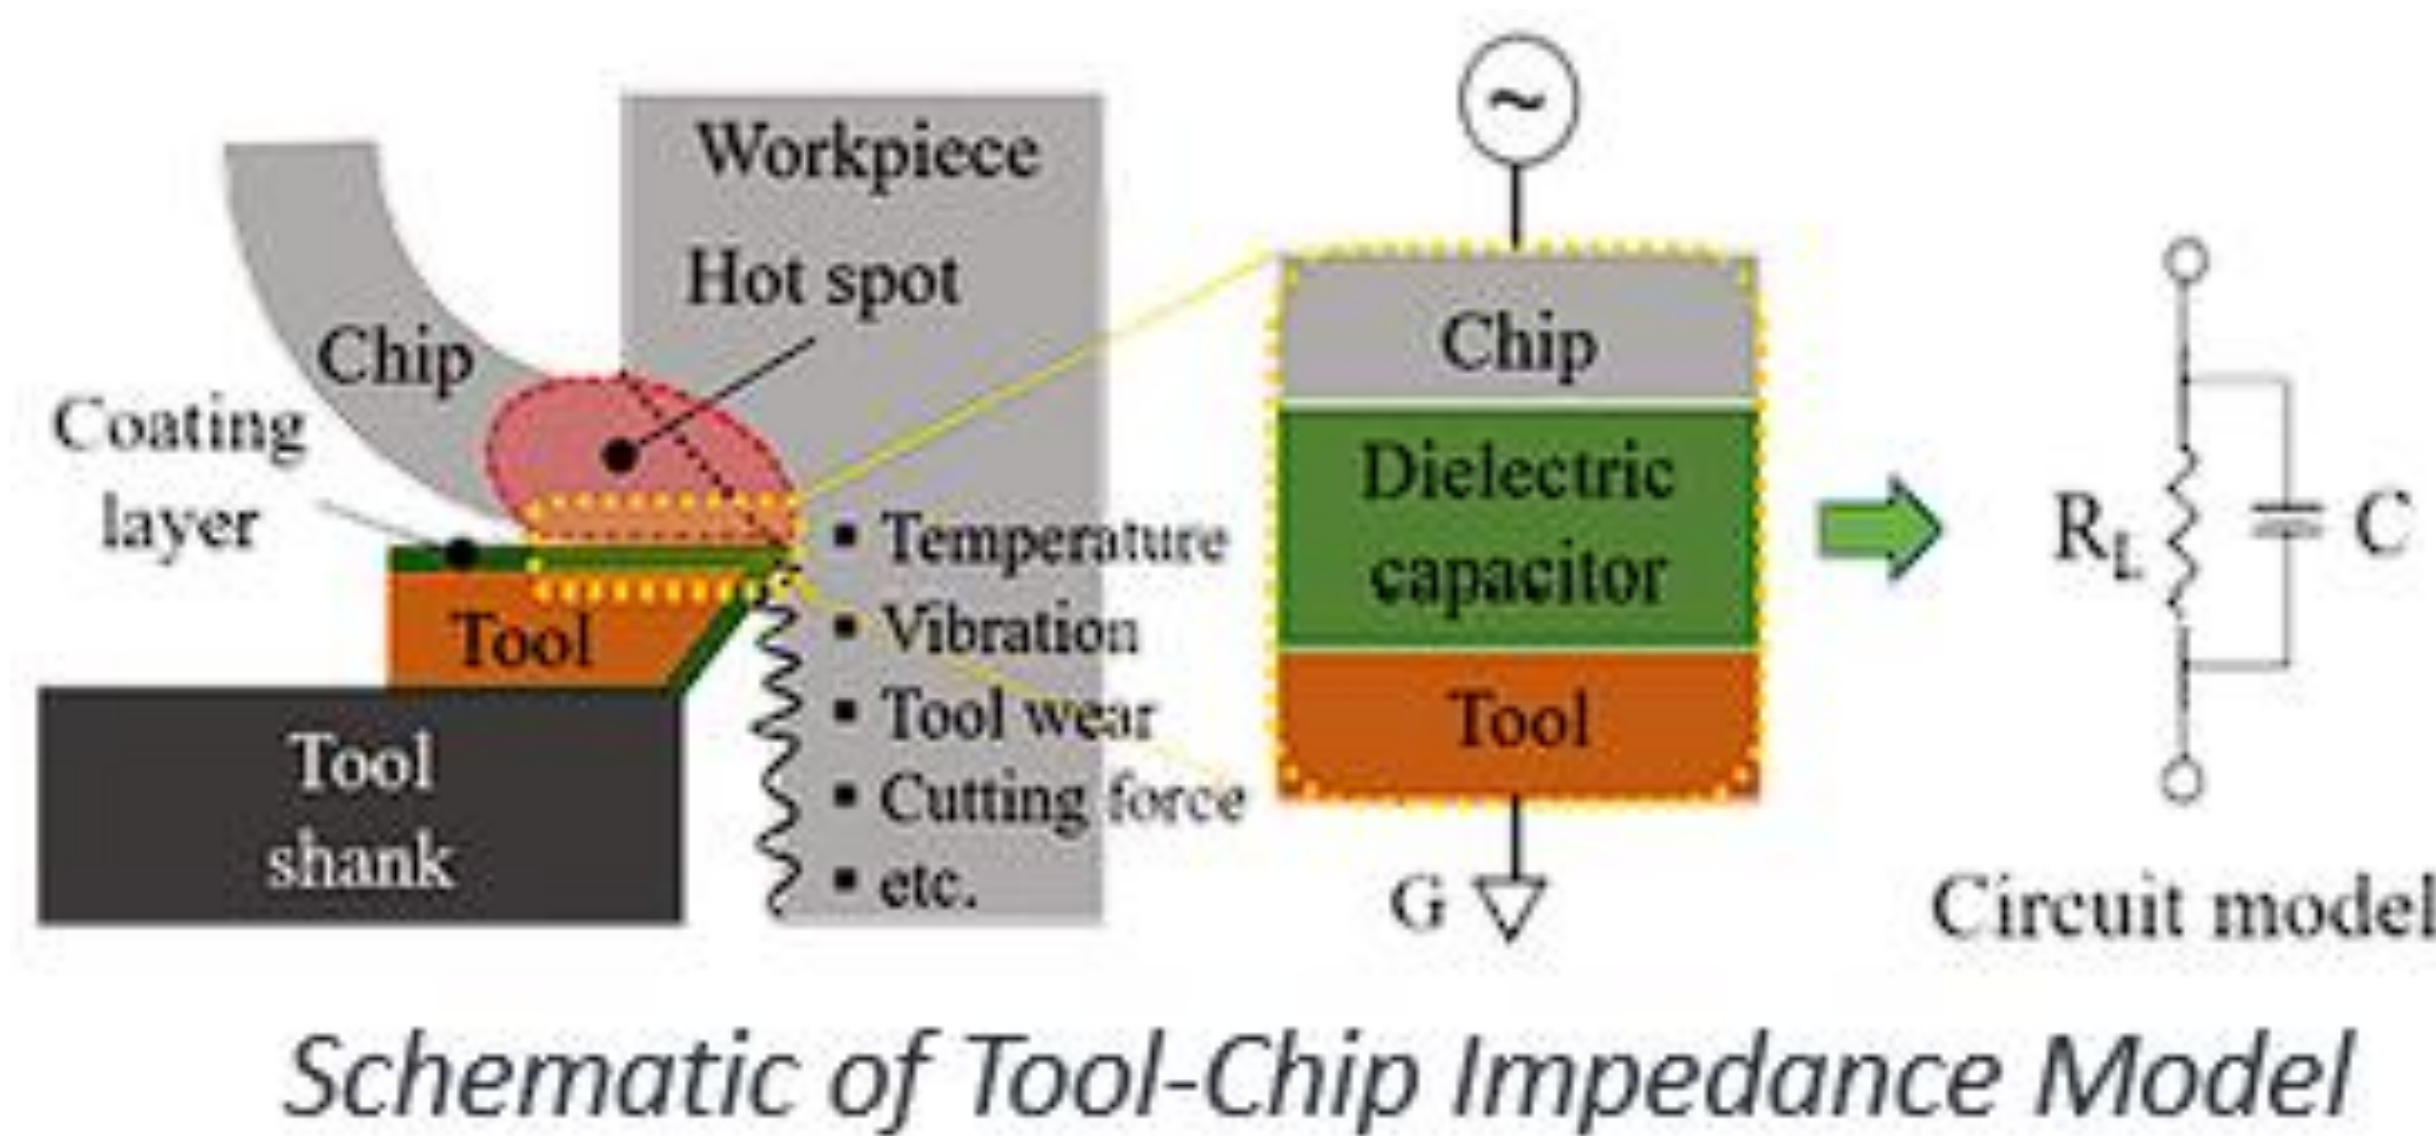 Workpiece
Hot spot
Chip
Coating
layer
Tool
Tool
shank
▪ Temperature
▪ Vibration
▪ Tool wear
▪ Cutting force
▪ etc.
~
Chip
Dielectric
capacitor
Tool
G
R_L
C
Circuit model
Schematic of Tool-Chip Impedance Model